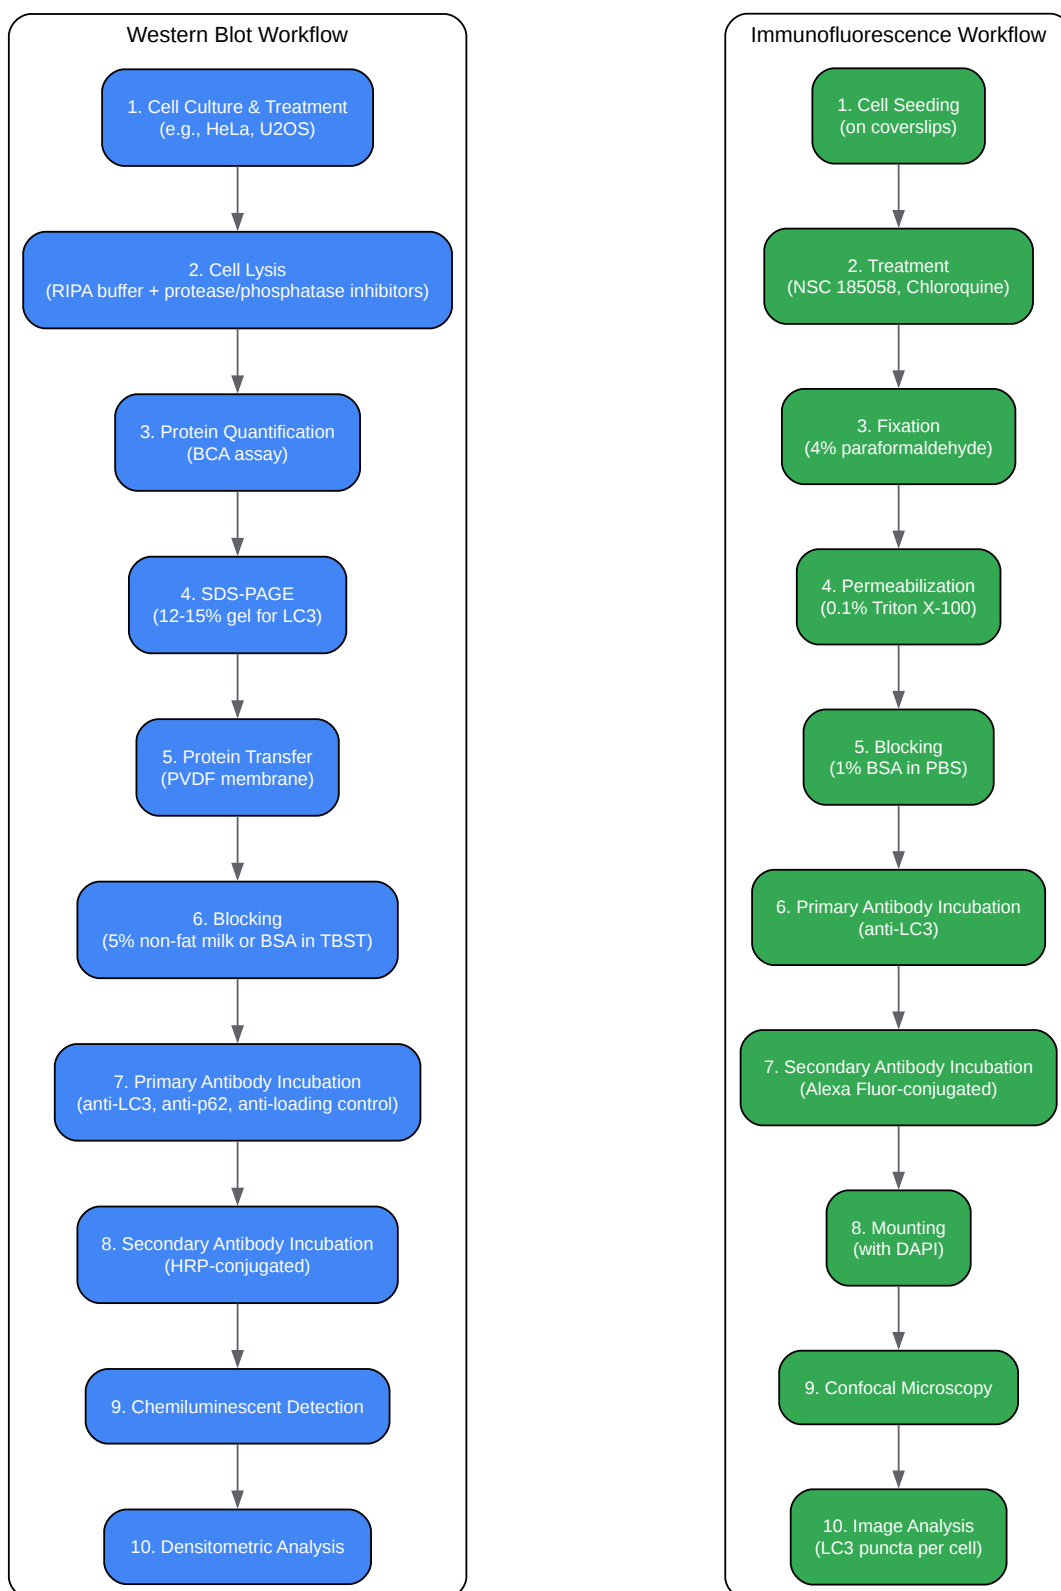 Western Blot Workflow
1. Cell Culture & Treatment
(e.g., HeLa, U2OS)
2. Cell Lysis
(RIPA buffer + protease/phosphatase inhibitors)
3. Protein Quantification
(BCA assay)
4. SDS-PAGE
(12-15% gel for LC3)
5. Protein Transfer
(PVDF membrane)
6. Blocking
(5% non-fat milk or BSA in TBST)
7. Primary Antibody Incubation
(anti-LC3, anti-p62, anti-loading control)
8. Secondary Antibody Incubation
(HRP-conjugated)
9. Chemiluminescent Detection
10. Densitometric Analysis
Immunofluorescence Workflow
1. Cell Seeding
(on coverslips)
2. Treatment
(NSC 185058, Chloroquine)
3. Fixation
(4% paraformaldehyde)
4. Permeabilization
(0.1% Triton X-100)
5. Blocking
(1% BSA in PBS)
6. Primary Antibody Incubation
(anti-LC3)
7. Secondary Antibody Incubation
(Alexa Fluor-conjugated)
8. Mounting
(with DAPI)
9. Confocal Microscopy
10. Image Analysis
(LC3 puncta per cell)